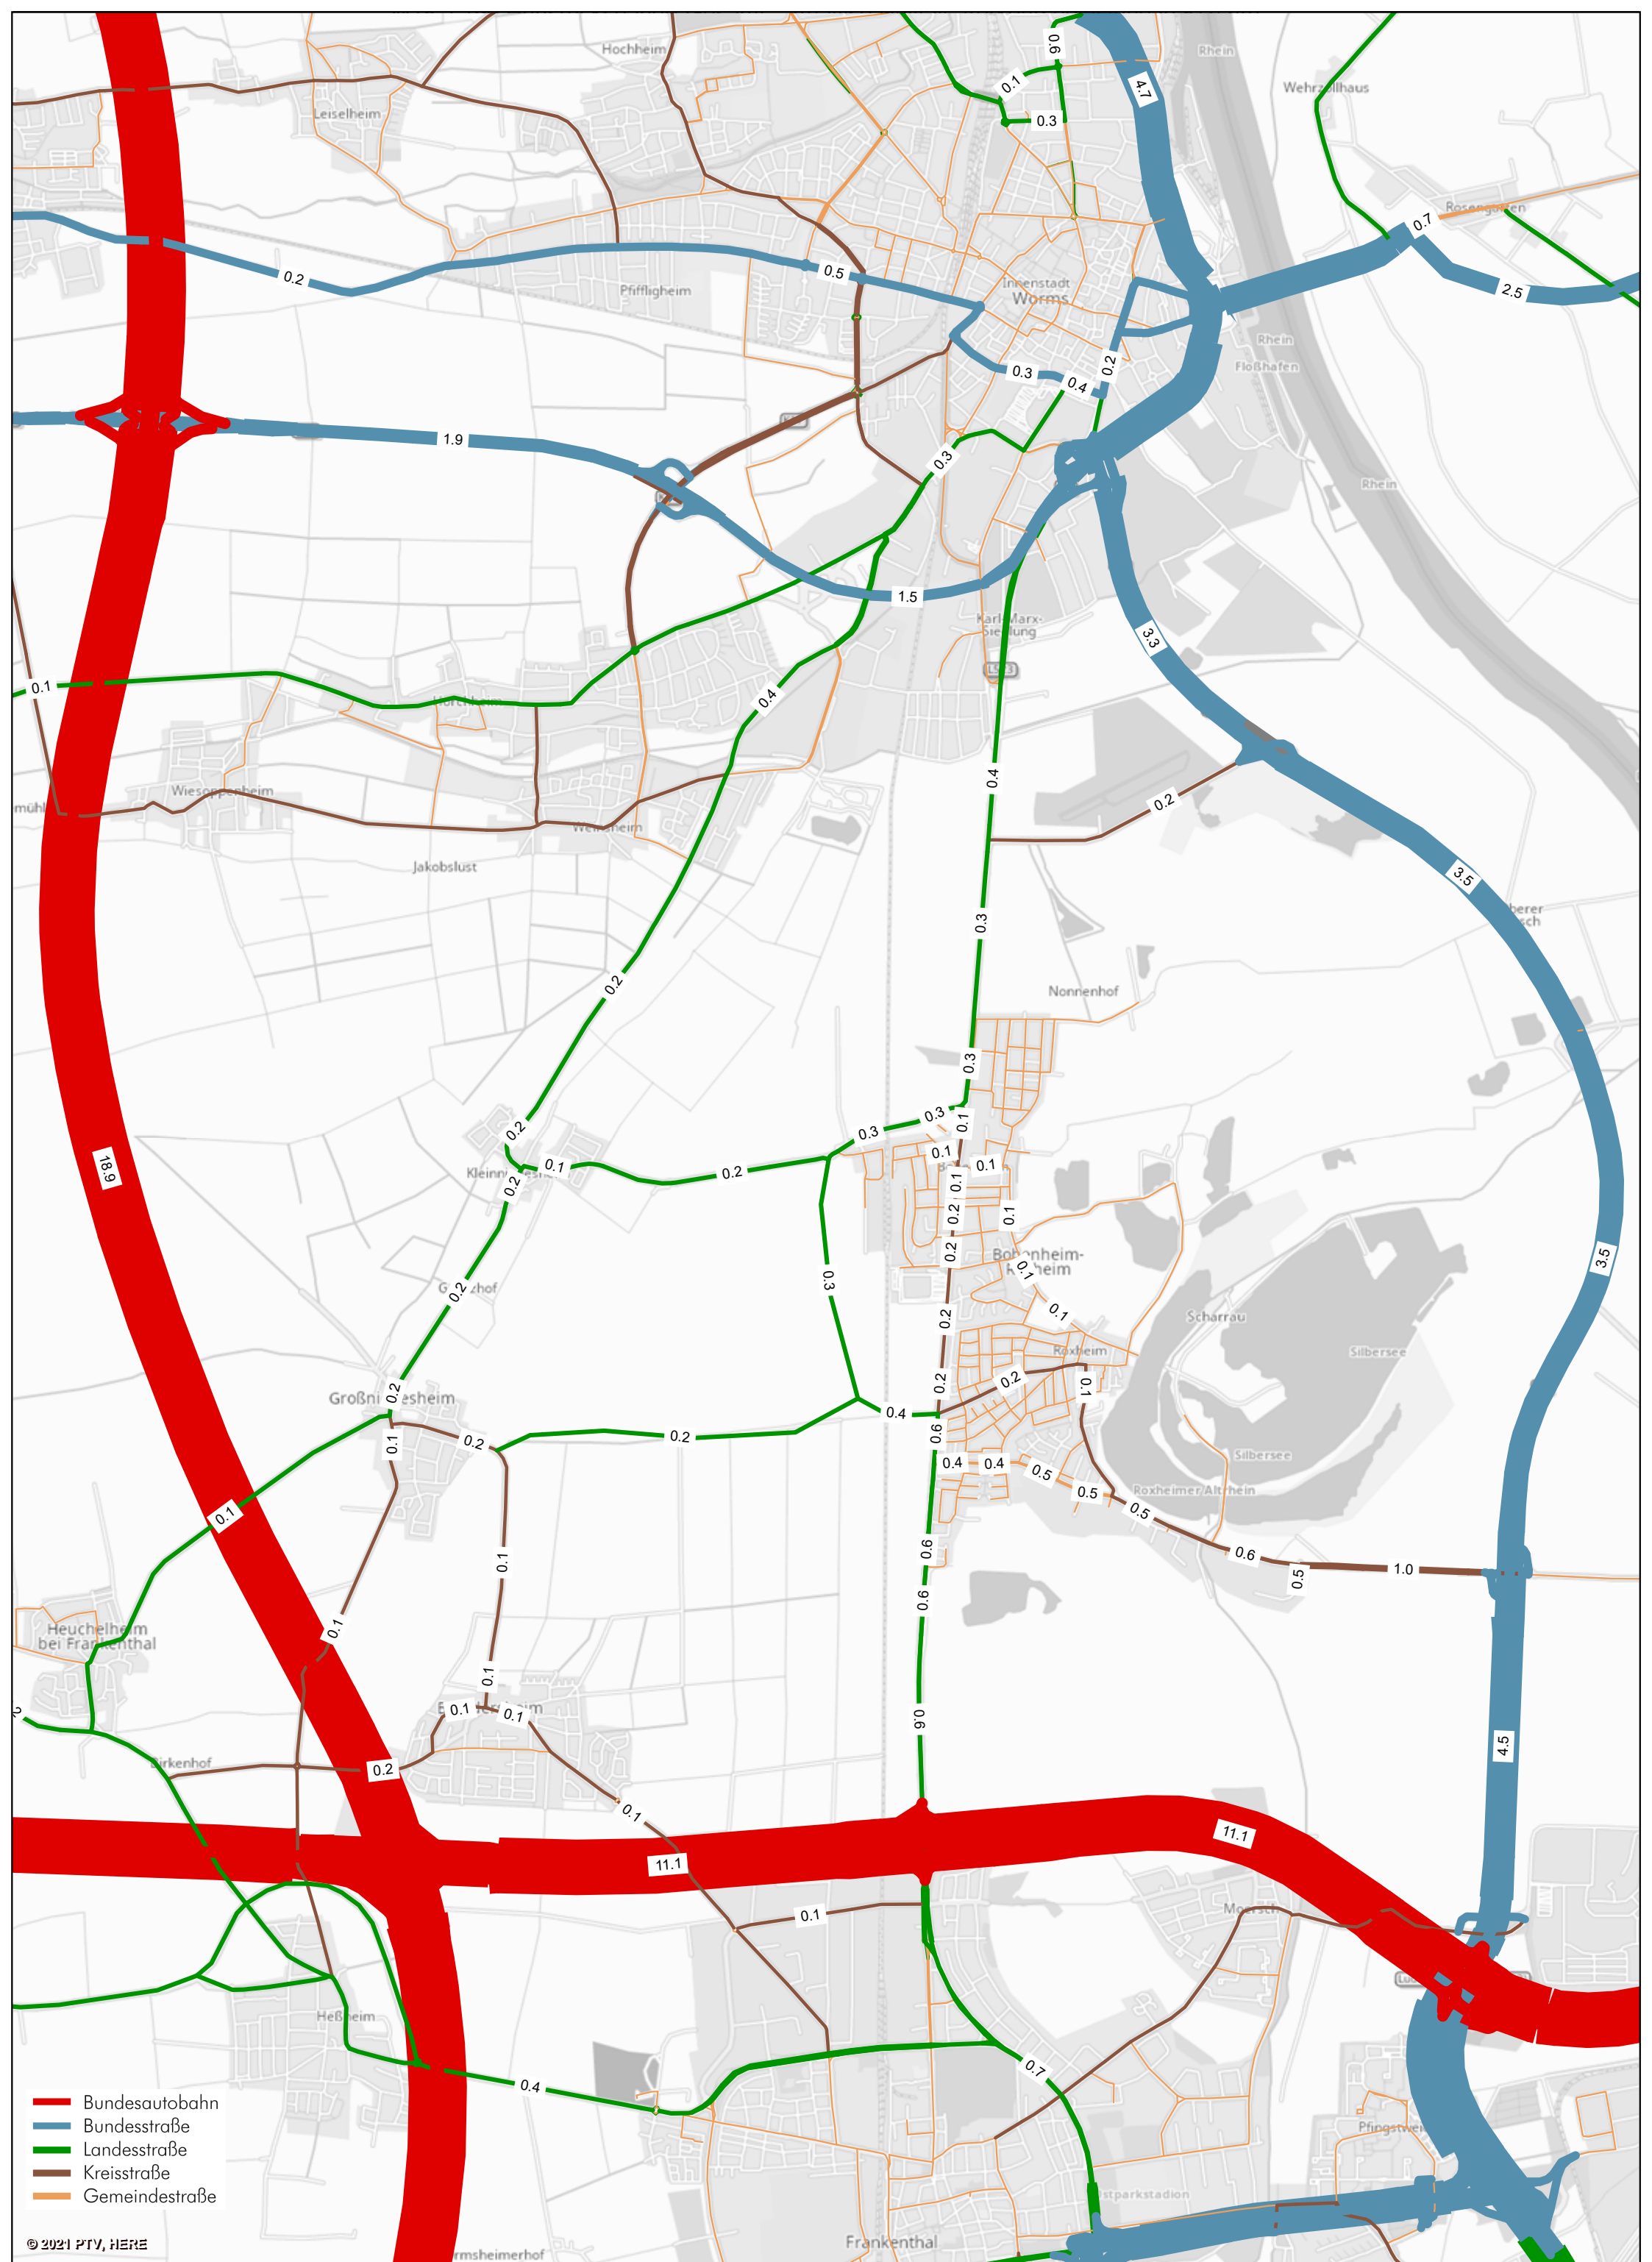 Hochheim
Rhein
0.6
4.7
0.1
Wehrzollhaus
Leiselheim
0.3
Rosengarten
0.7
0.2
0.5
Pfiffligheim
Innenstadt
Worms
2.5
Rhein
Floßhafen
0.2
0.3
0.4
1.9
0.3
Rhein
1.5
Karl-Marx-
Siedlung
3.3
0.1
Horchheim
0.4
0.4
Wiesoppenheim
0.2
Weinsheim
Jakobslust
3.5
0.3
0.2
Nonnenhof
0.3
0.3
0.1
0.2
0.3
0.1
0.1
0.1
0.2
18.9
0.2
0.1
0.2
0.1
0.2
Bobenheim-
Roxheim
0.1
3.5
0.3
0.2
0.1
0.2
Scharrau
Roxheim
Silbersee
0.2
0.2
0.2
0.1
Großniedesheim
0.4
0.6
0.2
0.1
0.2
Silbersee
0.4
0.4
0.5
0.5
Roxheimer Altrhein
0.5
0.1
0.6
0.6
0.1
1.0
0.5
0.6
Heuchelheim
bei Frankenthal
0.1
0.1
0.1
0.1
0.6
4.5
Birkenhof
0.2
0.1
11.1
11.1
0.1
Moersch
Heßheim
0.7
0.4
Bundesautobahn
Bundesstraße
Landesstraße
Kreisstraße
Gemeindestraße
Ostparkstadion
Frankenthal
© 2021 PTV, HERE